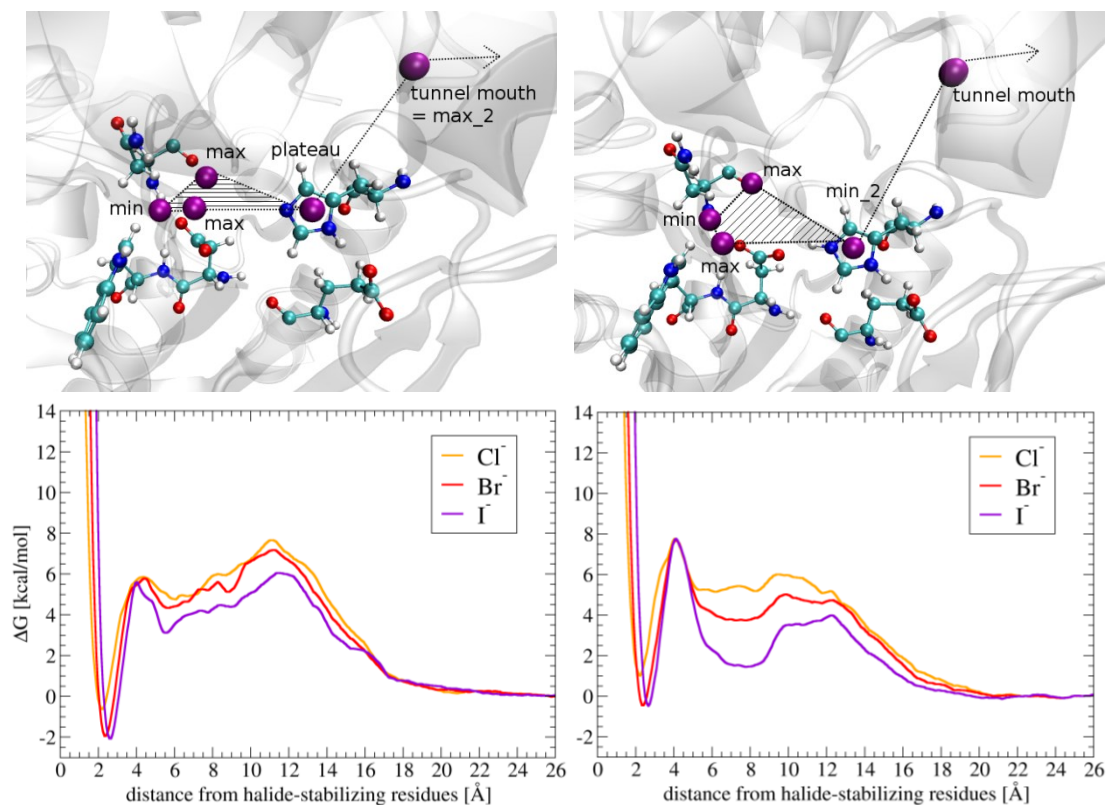 tunnel mouth
= max_2
max
plateau
min
max
tunnel mouth
max
min_2
min
max
14
12
10
8
6
4
2
0
-2
ΔG [kcal/mol]
Cl-
Br-
I-
0 2 4 6 8 10 12 14 16 18 20 22 24 26
distance from halide-stabilizing residues [Å]
14
12
10
8
6
4
2
0
-2
Cl-
Br-
I-
0 2 4 6 8 10 12 14 16 18 20 22 24 26
distance from halide-stabilizing residues [Å]